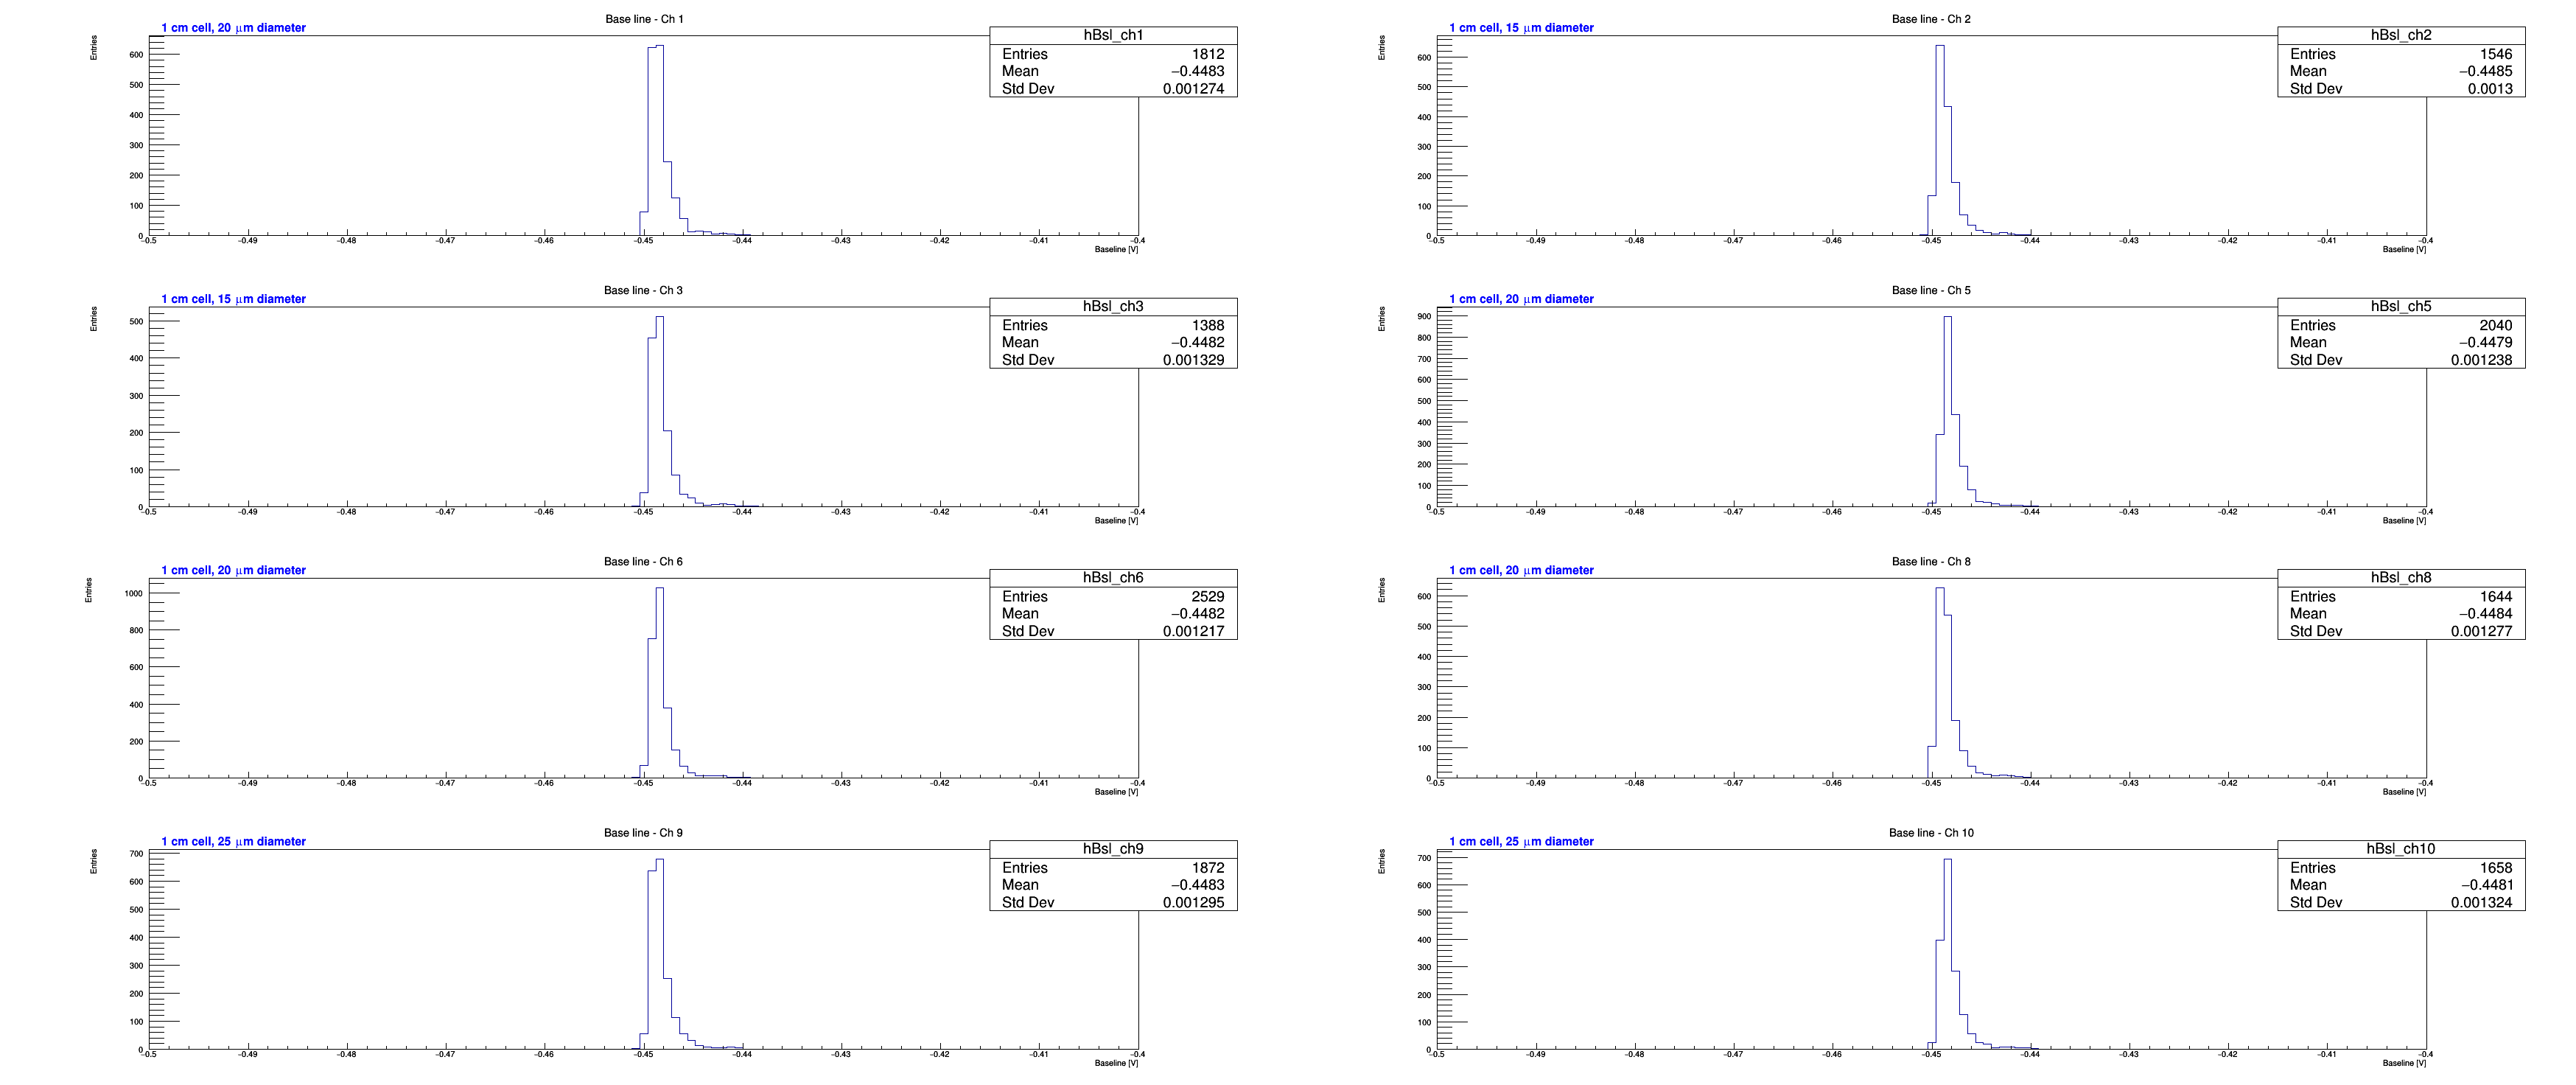 Base line - Ch 1
1 cm cell, 20 μm diameter
Entries
hBsl_ch1
Entries 1812
Mean −0.4483
Std Dev 0.001274
600
500
400
300
200
100
0
−0.5 −0.49 −0.48 −0.47 −0.46 −0.45 −0.44 −0.43 −0.42 −0.41 −0.4
Baseline [V]
Base line - Ch 2
1 cm cell, 15 μm diameter
Entries
hBsl_ch2
Entries 1546
Mean −0.4485
Std Dev 0.0013
600
500
400
300
200
100
0
−0.5 −0.49 −0.48 −0.47 −0.46 −0.45 −0.44 −0.43 −0.42 −0.41 −0.4
Baseline [V]
Base line - Ch 3
1 cm cell, 15 μm diameter
Entries
hBsl_ch3
Entries 1388
Mean −0.4482
Std Dev 0.001329
500
400
300
200
100
0
−0.5 −0.49 −0.48 −0.47 −0.46 −0.45 −0.44 −0.43 −0.42 −0.41 −0.4
Baseline [V]
Base line - Ch 5
1 cm cell, 20 μm diameter
Entries
hBsl_ch5
Entries 2040
Mean −0.4479
Std Dev 0.001238
900
800
700
600
500
400
300
200
100
0
−0.5 −0.49 −0.48 −0.47 −0.46 −0.45 −0.44 −0.43 −0.42 −0.41 −0.4
Baseline [V]
Base line - Ch 6
1 cm cell, 20 μm diameter
Entries
hBsl_ch6
Entries 2529
Mean −0.4482
Std Dev 0.001217
1000
800
600
400
200
0
−0.5 −0.49 −0.48 −0.47 −0.46 −0.45 −0.44 −0.43 −0.42 −0.41 −0.4
Baseline [V]
Base line - Ch 8
1 cm cell, 20 μm diameter
Entries
hBsl_ch8
Entries 1644
Mean −0.4484
Std Dev 0.001277
600
500
400
300
200
100
0
−0.5 −0.49 −0.48 −0.47 −0.46 −0.45 −0.44 −0.43 −0.42 −0.41 −0.4
Baseline [V]
Base line - Ch 9
1 cm cell, 25 μm diameter
Entries
hBsl_ch9
Entries 1872
Mean −0.4483
Std Dev 0.001295
700
600
500
400
300
200
100
0
−0.5 −0.49 −0.48 −0.47 −0.46 −0.45 −0.44 −0.43 −0.42 −0.41 −0.4
Baseline [V]
Base line - Ch 10
1 cm cell, 25 μm diameter
Entries
hBsl_ch10
Entries 1658
Mean −0.4481
Std Dev 0.001324
700
600
500
400
300
200
100
0
−0.5 −0.49 −0.48 −0.47 −0.46 −0.45 −0.44 −0.43 −0.42 −0.41 −0.4
Baseline [V]